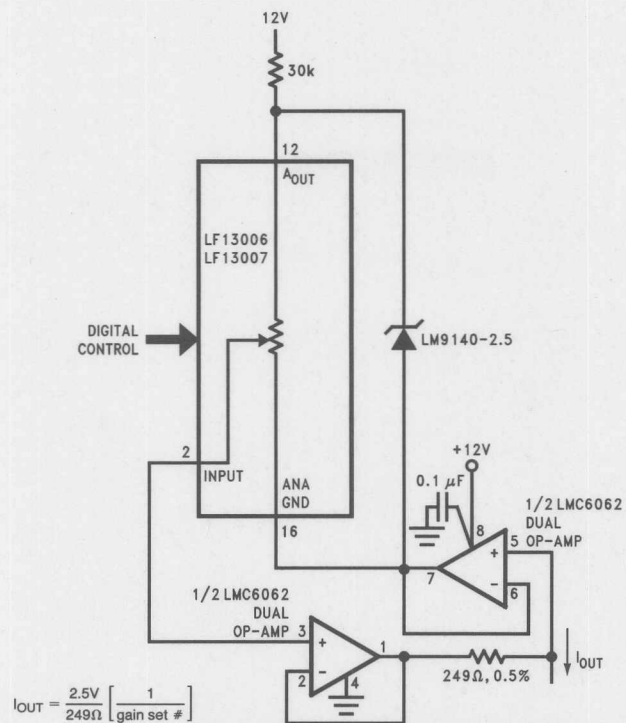 12V
30k
12
AOUT
LF13006
LF13007
DIGITAL
CONTROL
LM9140-2.5
2
INPUT
ANA
GND
16
+12V
0.1 μF
8
1/2 LMC6062
DUAL
OP-AMP
5
+
7
-
6
1/2 LMC6062
DUAL
OP-AMP
3
+
1
-
2
4
249Ω, 0.5%
IOUT
IOUT = 2.5V/249Ω [1/gain set #]